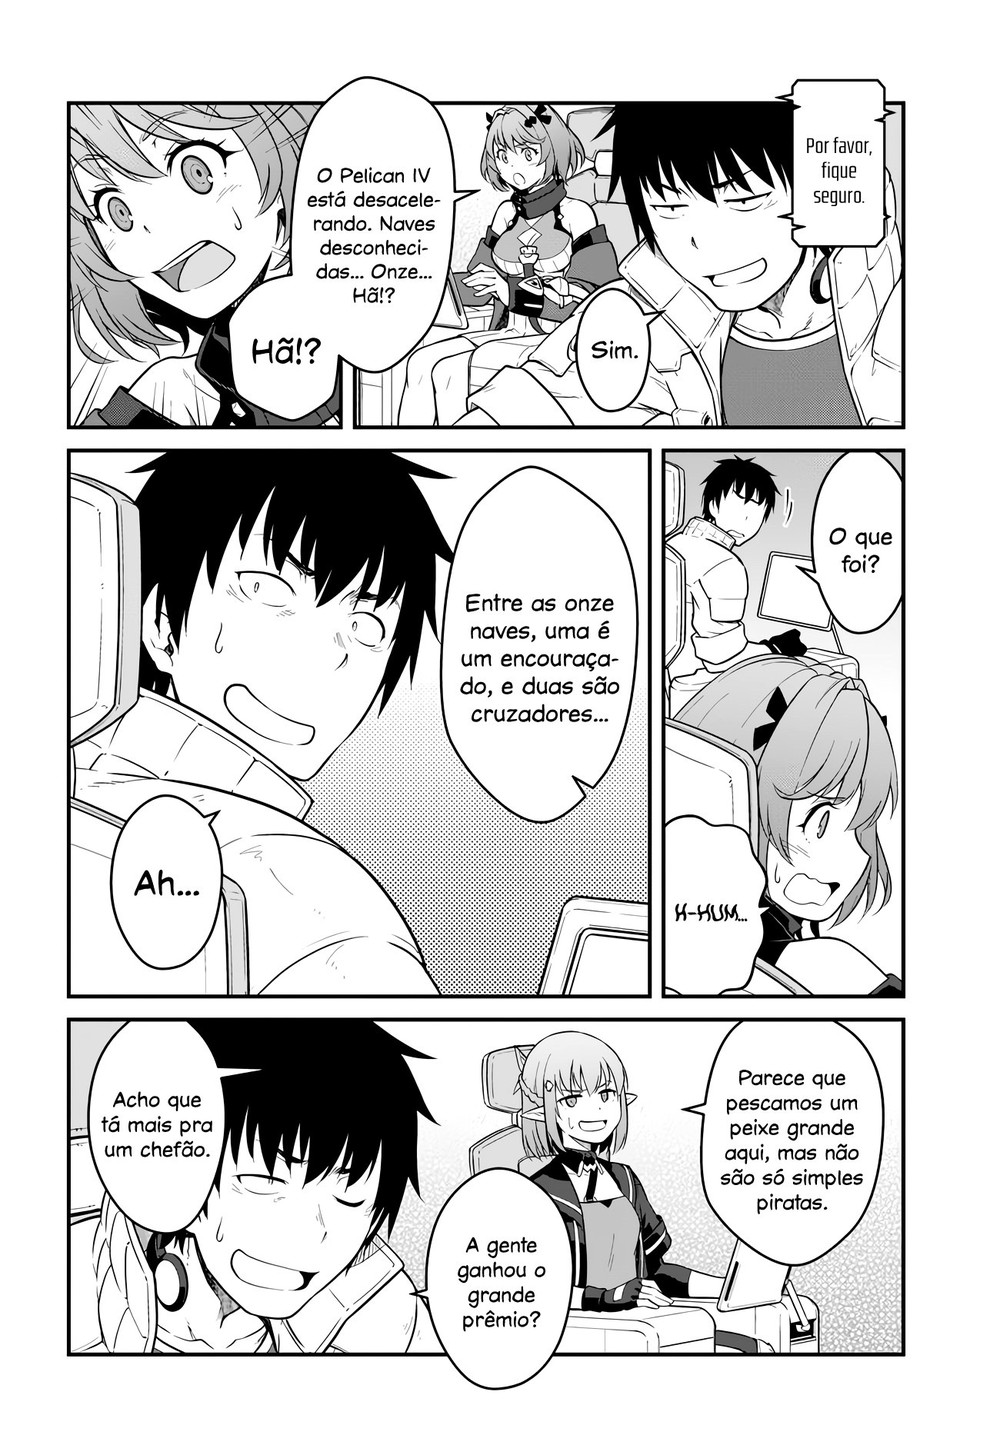 Por favor,
fique
seguro.
Sim.
O Pelican IV
está desacele-
rando. Naves
desconheci-
das... Onze...
Hã!?
Hã!?
O que
foi?
H-HUM...
Entre as onze
naves, uma é
um encouraça-
do, e duas são
cruzadores...
Ah...
Parece que
pescamos um
peixe grande
aqui, mas não
são só simples
piratas.
A gente
ganhou o
grande
prêmio?
Acho que
tá mais pra
um chefão.